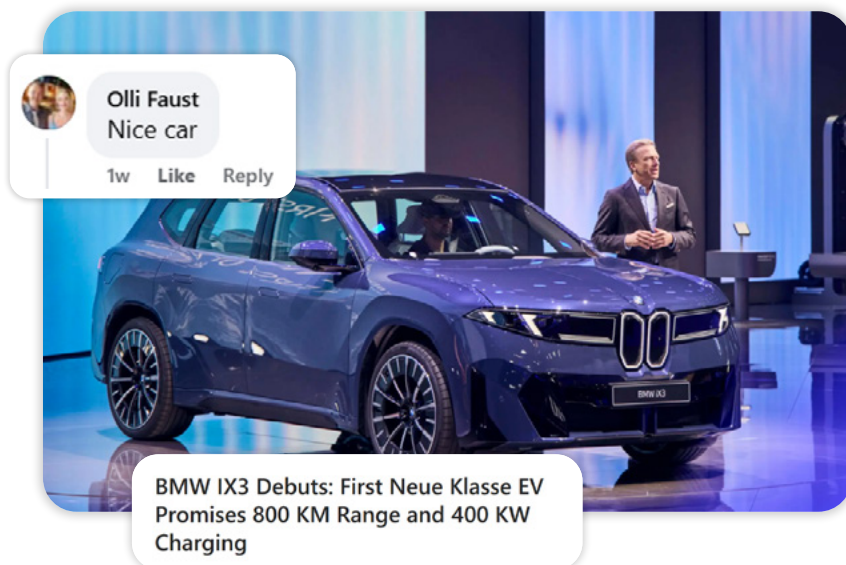 Olli Faust
Nice car
1w Like Reply
BMW iX3
BMW IX3 Debuts: First Neue Klasse EV
Promises 800 KM Range and 400 KW
Charging